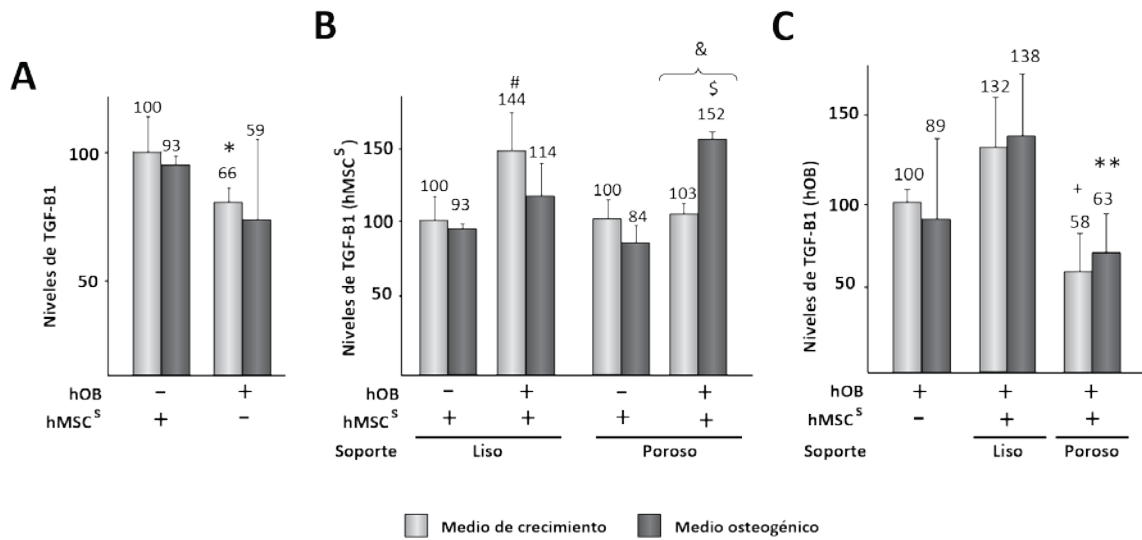 A
Niveles de TGF-B1
100
50
100
93
*
66
59
hOB
– +
hMSC^S
+ –
B
Niveles de TGF-B1 (hMSC^S)
150
100
50
100
93
#
144
114
100
84
&
103
$
152
– + – +
+ + + +
hMSC^S
Soporte
Liso
Poroso
C
Niveles de TGF-B1 (hOB)
150
100
50
100
89
132
138
+
58
**
63
hOB
+ + +
hMSC^S
– + +
Soporte
Liso
Poroso
Medio de crecimiento
Medio osteogénico